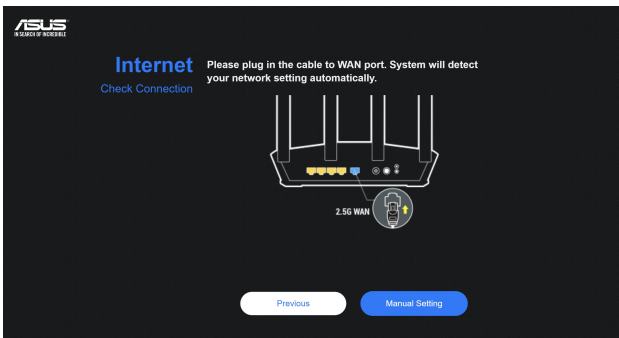 ASUS
IN SEARCH OF INCREDIBLE
Internet
Check Connection
Please plug in the cable to WAN port. System will detect
your network setting automatically.
2.5G WAN
Previous
Manual Setting